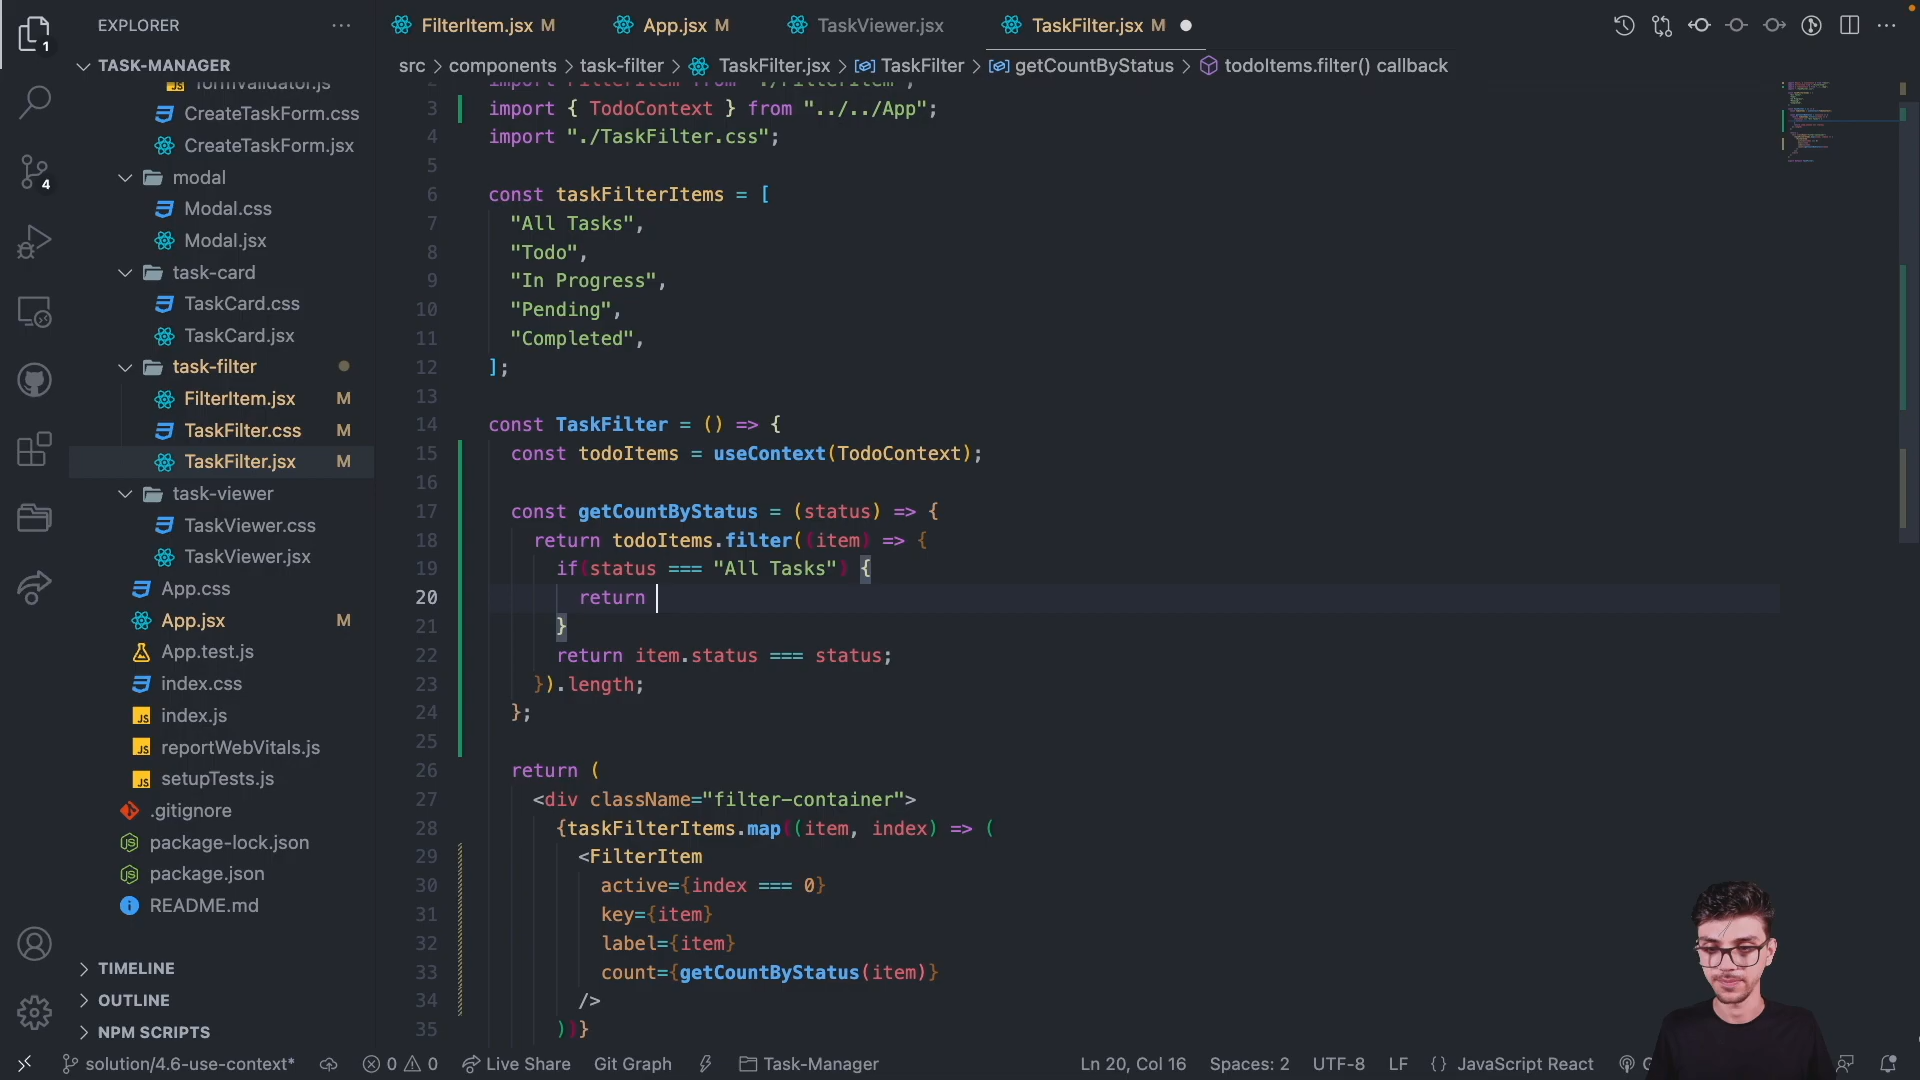 EXPLORER
FilterItem.jsx M
App.jsx M
TaskViewer.jsx
TaskFilter.jsx M
src > components > task-filter > TaskFilter.jsx > TaskFilter > getCountByStatus > todoItems.filter() callback
TASK-MANAGER
formValidator.js
CreateTaskForm.css
CreateTaskForm.jsx
modal
Modal.css
Modal.jsx
task-card
TaskCard.css
TaskCard.jsx
task-filter
FilterItem.jsx M
TaskFilter.css M
TaskFilter.jsx M
task-viewer
TaskViewer.css
TaskViewer.jsx
App.css
App.jsx M
App.test.js
index.css
index.js
reportWebVitals.js
setupTests.js
.gitignore
package-lock.json
package.json
README.md
TIMELINE
OUTLINE
NPM SCRIPTS
1
4
2 import FilterItem from "./FilterItem";
3 import { TodoContext } from "../../App";
4 import "./TaskFilter.css";
5
6 const taskFilterItems = [
7 "All Tasks",
8 "Todo",
9 "In Progress",
10 "Pending",
11 "Completed",
12 ];
13
14 const TaskFilter = () => {
15 const todoItems = useContext(TodoContext);
16
17 const getCountByStatus = (status) => {
18 return todoItems.filter((item) => {
19 if(status === "All Tasks") {
20 return
21 }
22 return item.status === status;
23 }).length;
24 };
25
26 return (
27 <div className="filter-container">
28 {taskFilterItems.map((item, index) => (
29 <FilterItem
30 active={index === 0}
31 key={item}
32 label={item}
33 count={getCountByStatus(item)}
34 />
35 ))}
solution/4.6-use-context* 0 0 Live Share Git Graph Task-Manager Ln 20, Col 16 Spaces: 2 UTF-8 LF {} JavaScript React